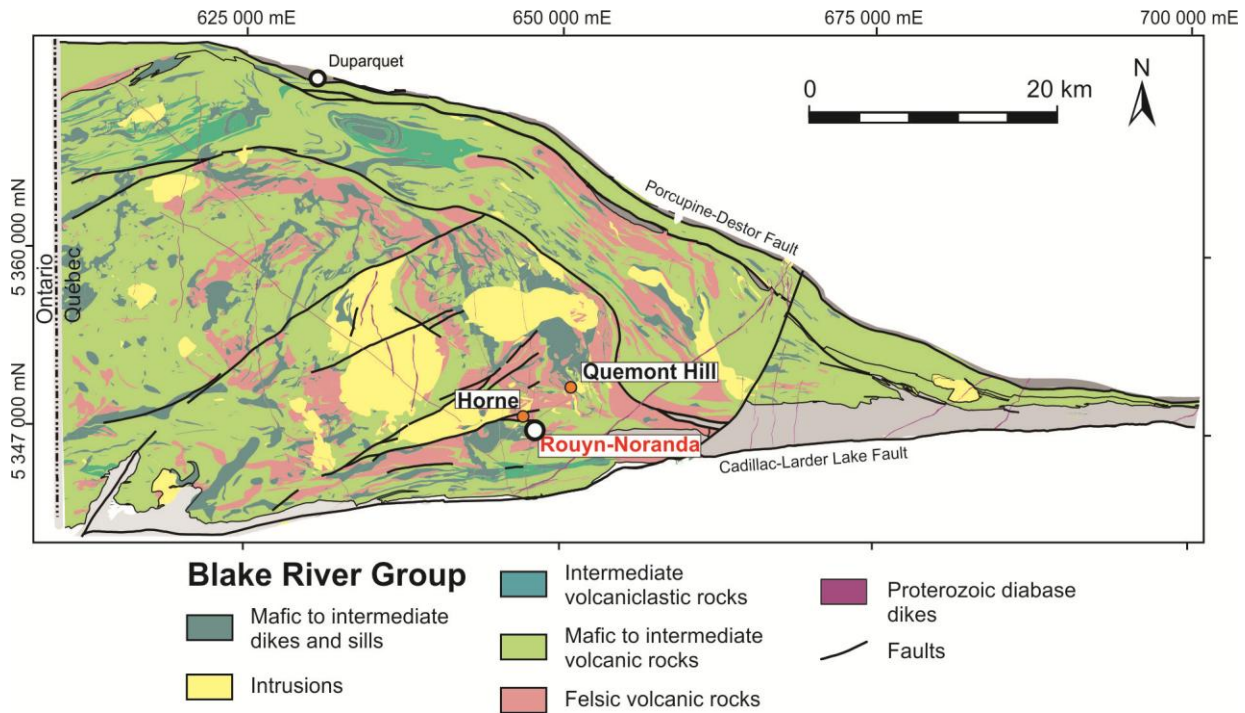 625 000 mE
650 000 mE
675 000 mE
700 000 mE
Duparquet
0
20 km
N
Porcupine-Destor Fault
5 360 000 mN
Ontario
Québec
Quemont Hill
Horne
5 347 000 mN
Rouyn-Noranda
Cadillac-Larder Lake Fault
Blake River Group
Mafic to intermediate
dikes and sills
Intrusions
Intermediate
volcaniclastic rocks
Mafic to intermediate
volcanic rocks
Felsic volcanic rocks
Proterozoic diabase
dikes
Faults